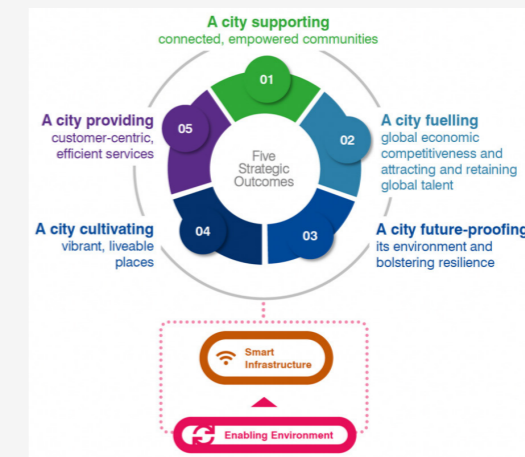 A city supporting
connected, empowered communities
01
A city providing
customer-centric,
efficient services
05
A city fuelling
global economic
competitiveness and
attracting and retaining
global talent
02
Five
Strategic
Outcomes
A city cultivating
vibrant, liveable
places
04
03
A city future-proofing
its environment and
bolstering resilience
Smart
Infrastructure
Enabling Environment